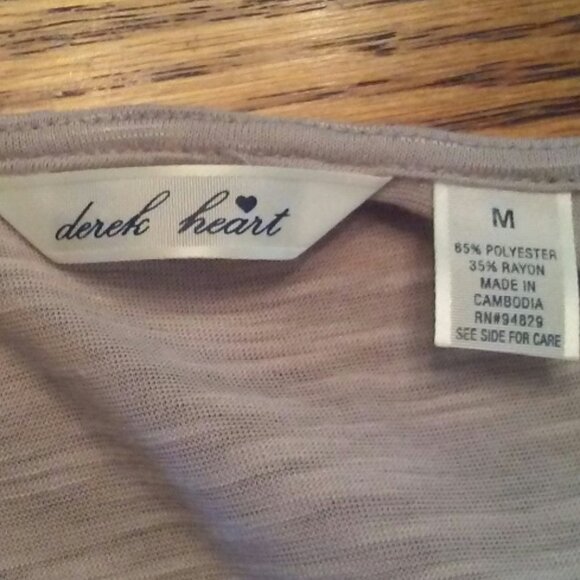 derek heart
M
65% POLYESTER
35% RAYON
MADE IN
CAMBODIA
RN#94829
SEE SIDE FOR CARE